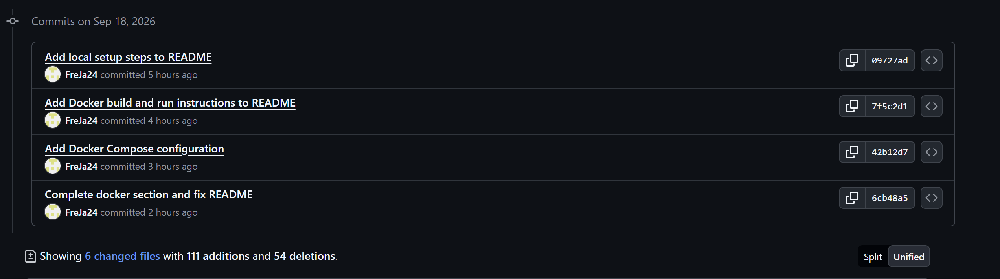 Commits on Sep 18, 2026
Add local setup steps to README
09727ad
FreJa24 committed 5 hours ago
Add Docker build and run instructions to README
7f5c2d1
FreJa24 committed 4 hours ago
Add Docker Compose configuration
42b12d7
FreJa24 committed 3 hours ago
Complete docker section and fix README
6cb48a5
FreJa24 committed 2 hours ago
Showing 6 changed files with 111 additions and 54 deletions.
Split Unified